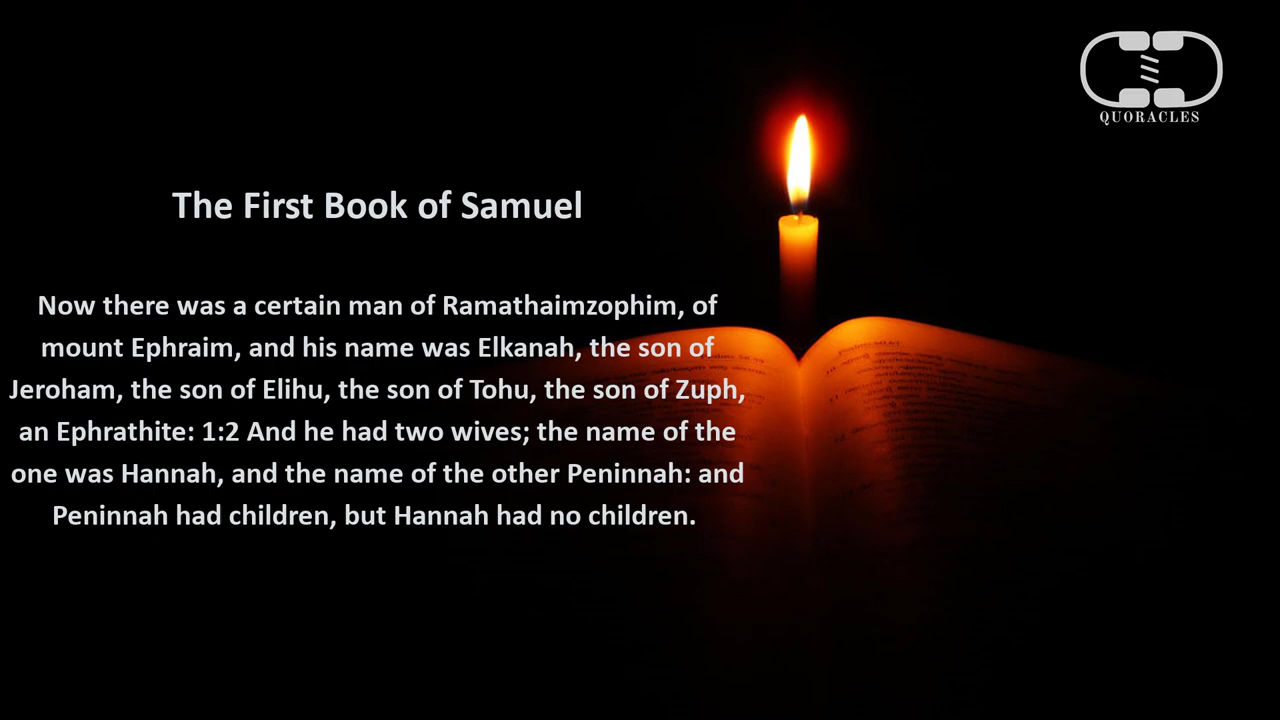 QUORACLES
The First Book of Samuel
Now there was a certain man of Ramathaimzophim, of
mount Ephraim, and his name was Elkanah, the son of
Jeroham, the son of Elihu, the son of Tohu, the son of Zuph,
an Ephrathite: 1:2 And he had two wives; the name of the
one was Hannah, and the name of the other Peninnah: and
Peninnah had children, but Hannah had no children.